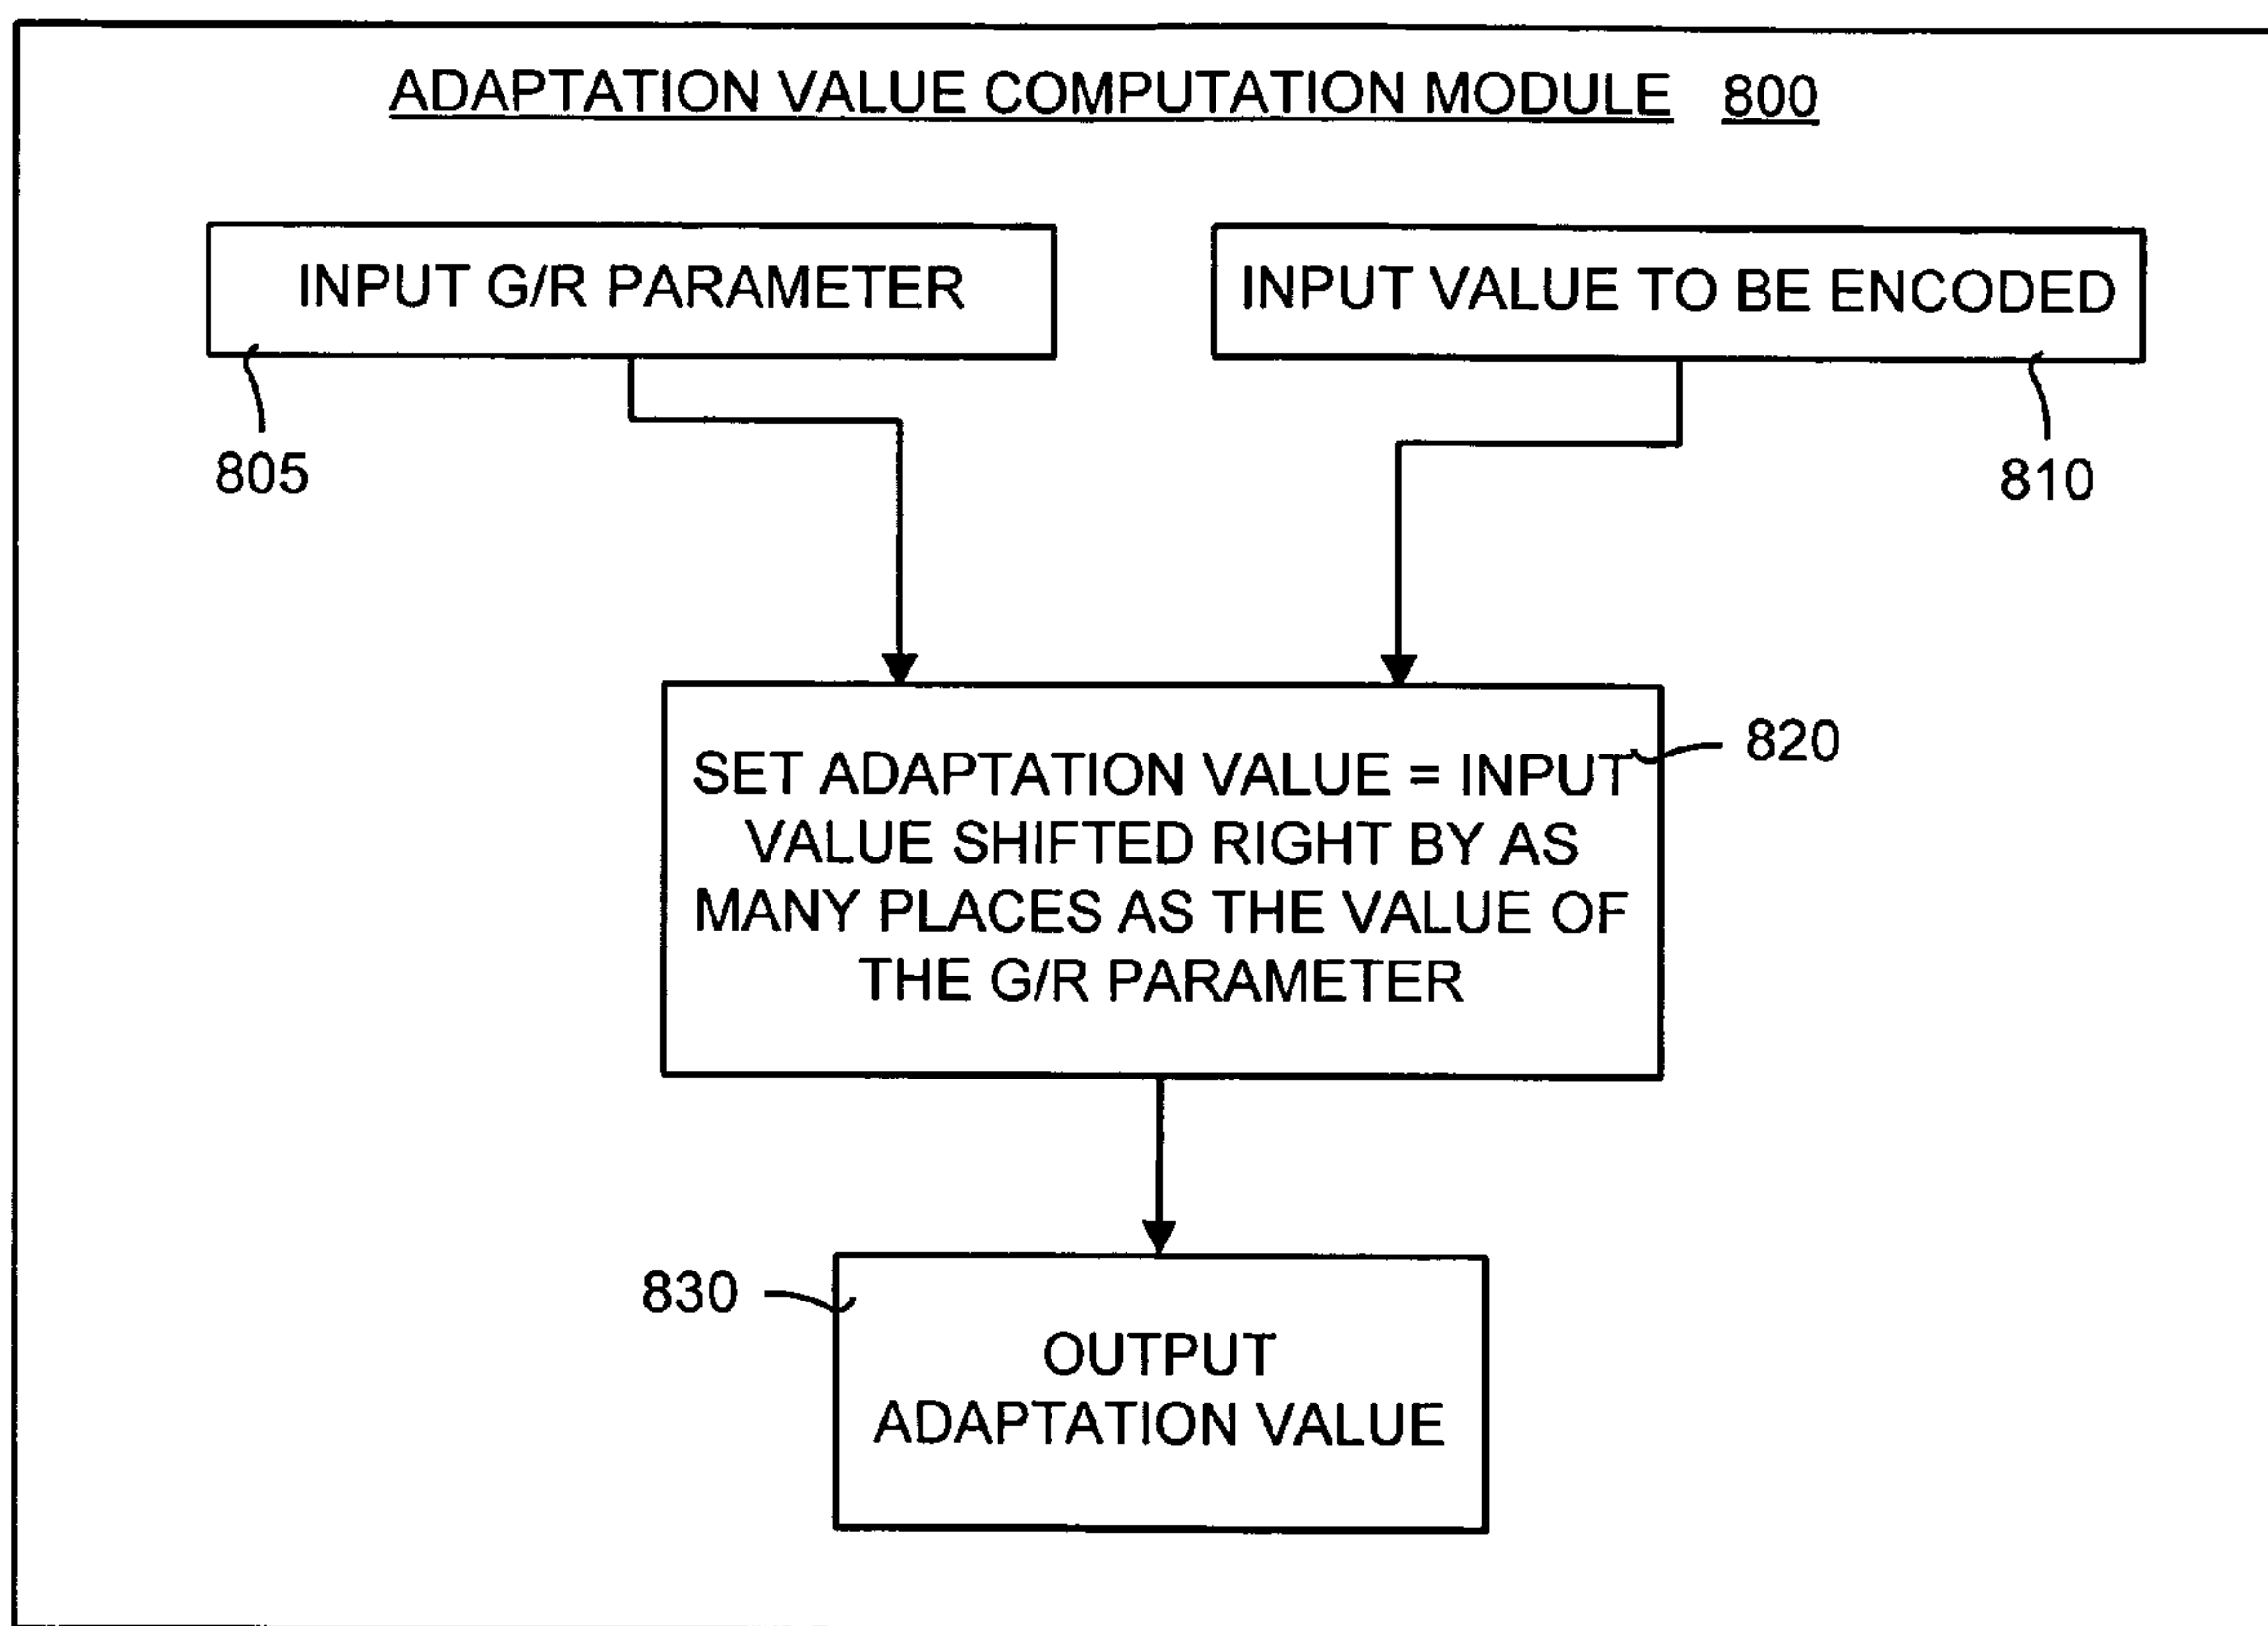 ADAPTATION VALUE COMPUTATION MODULE 800
INPUT G/R PARAMETER
INPUT VALUE TO BE ENCODED
805
810
SET ADAPTATION VALUE = INPUT
VALUE SHIFTED RIGHT BY AS
MANY PLACES AS THE VALUE OF
THE G/R PARAMETER
820
830
OUTPUT
ADAPTATION VALUE